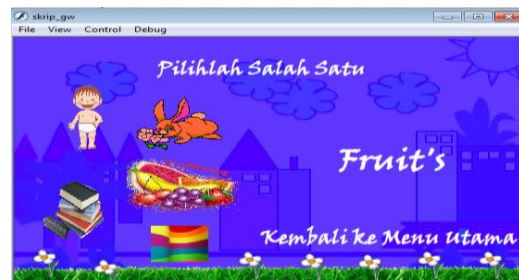 skrip_gw
File View Control Debug
Pilihlah Salah Satu
Fruit's
Kembali ke Menu Utama